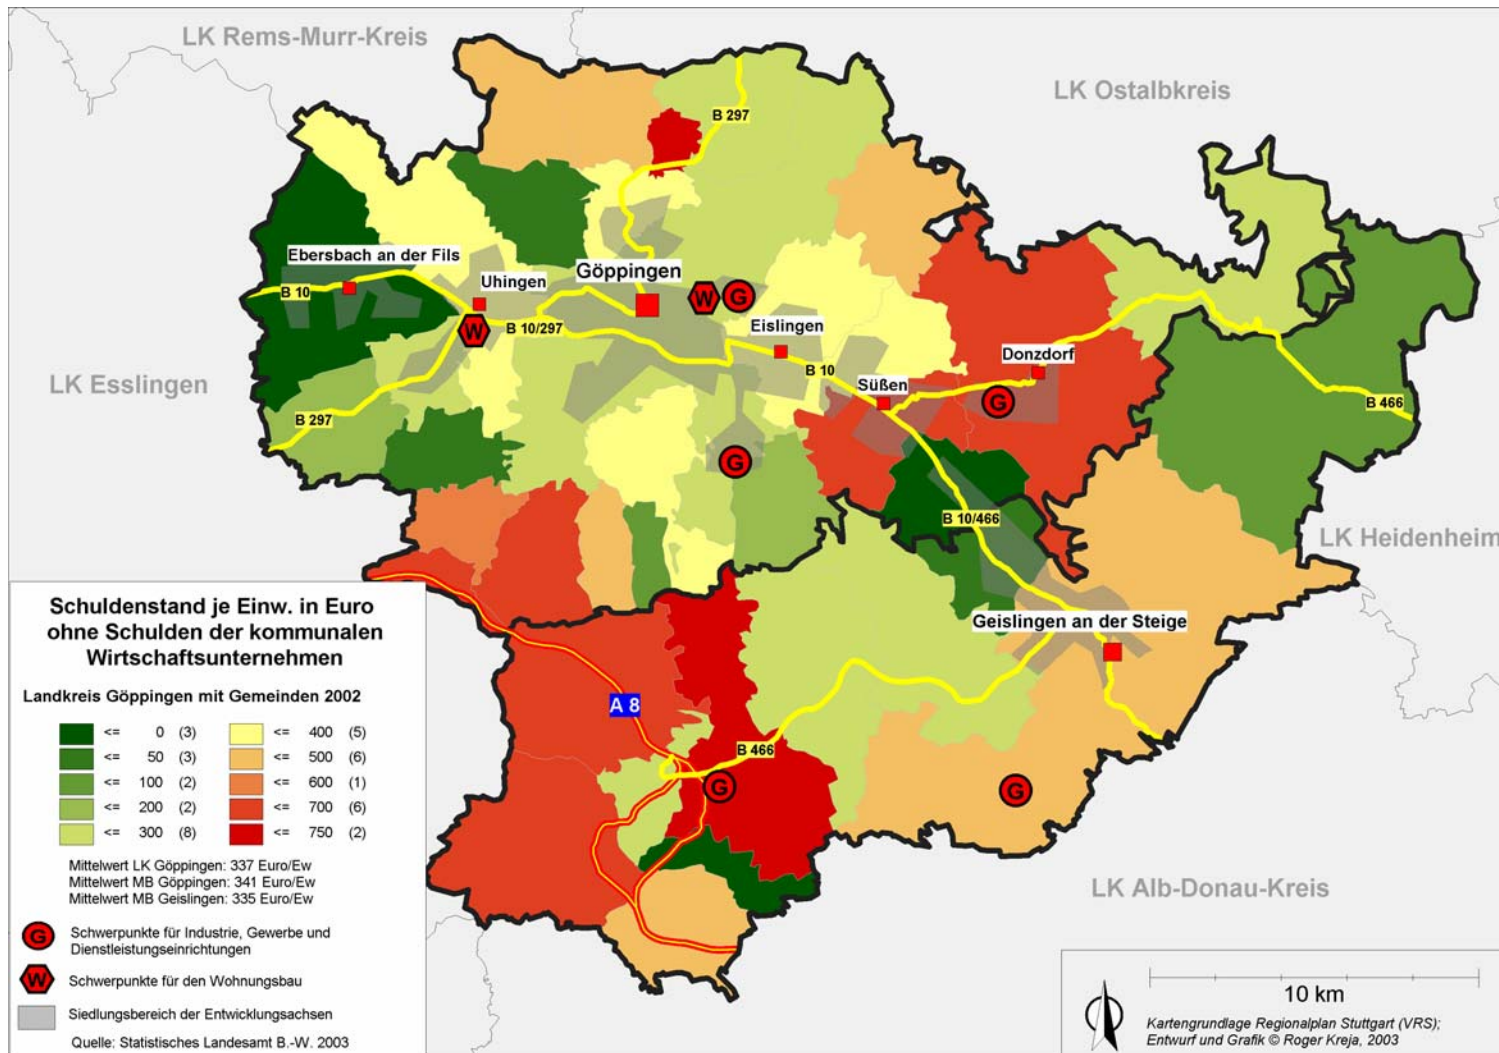 LK Rems-Murr-Kreis
LK Ostalbkreis
B 297
Ebersbach an der Fils
B 10
Uhingen
Göppingen
W
G
B 10/297
W
Eislingen
B 10
Süßen
Donzdorf
G
LK Esslingen
B 297
B 466
G
B 10/466
LK Heidenheim
Geislingen an der Steige
A 8
B 466
G
G
LK Alb-Donau-Kreis
Schuldenstand je Einw. in Euro
ohne Schulden der kommunalen
Wirtschaftsunternehmen
Landkreis Göppingen mit Gemeinden 2002
<= 0 (3) <= 400 (5)
<= 50 (3) <= 500 (6)
<= 100 (2) <= 600 (1)
<= 200 (2) <= 700 (6)
<= 300 (8) <= 750 (2)
Mittelwert LK Göppingen: 337 Euro/Ew
Mittelwert MB Göppingen: 341 Euro/Ew
Mittelwert MB Geislingen: 335 Euro/Ew
G Schwerpunkte für Industrie, Gewerbe und
Dienstleistungseinrichtungen
W Schwerpunkte für den Wohnungsbau
Siedlungsbereich der Entwicklungsachsen
Quelle: Statistisches Landesamt B.-W. 2003
10 km
Kartengrundlage Regionalplan Stuttgart (VRS);
Entwurf und Grafik © Roger Kreja, 2003